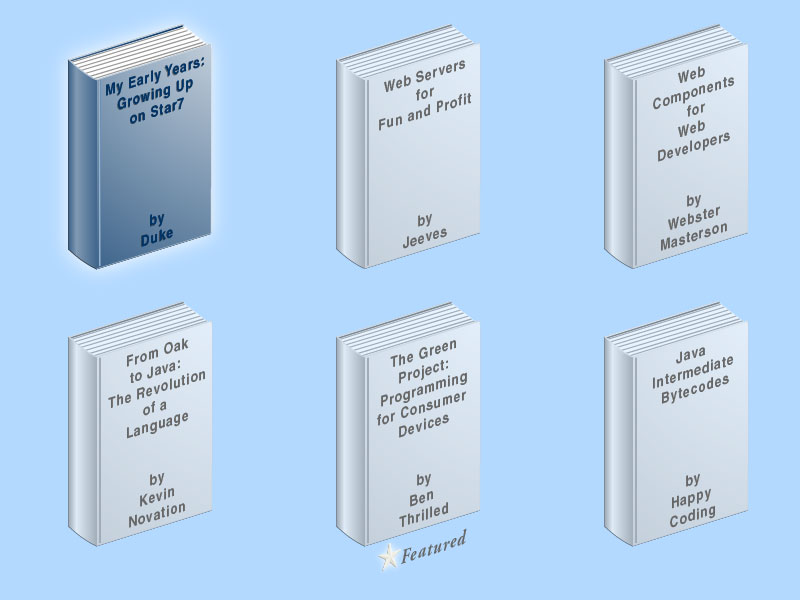 My Early Years:
Growing Up
on Star7
by
Duke
Web Servers
for
Fun and Profit
by
Jeeves
Web
Components
for
Web
Developers
by
Webster
Masterson
From Oak
to Java:
The Revolution
of a
Language
by
Kevin
Novation
The Green
Project:
Programming
for Consumer
Devices
by
Ben
Thrilled
Featured
Java
Intermediate
Bytecodes
by
Happy
Coding